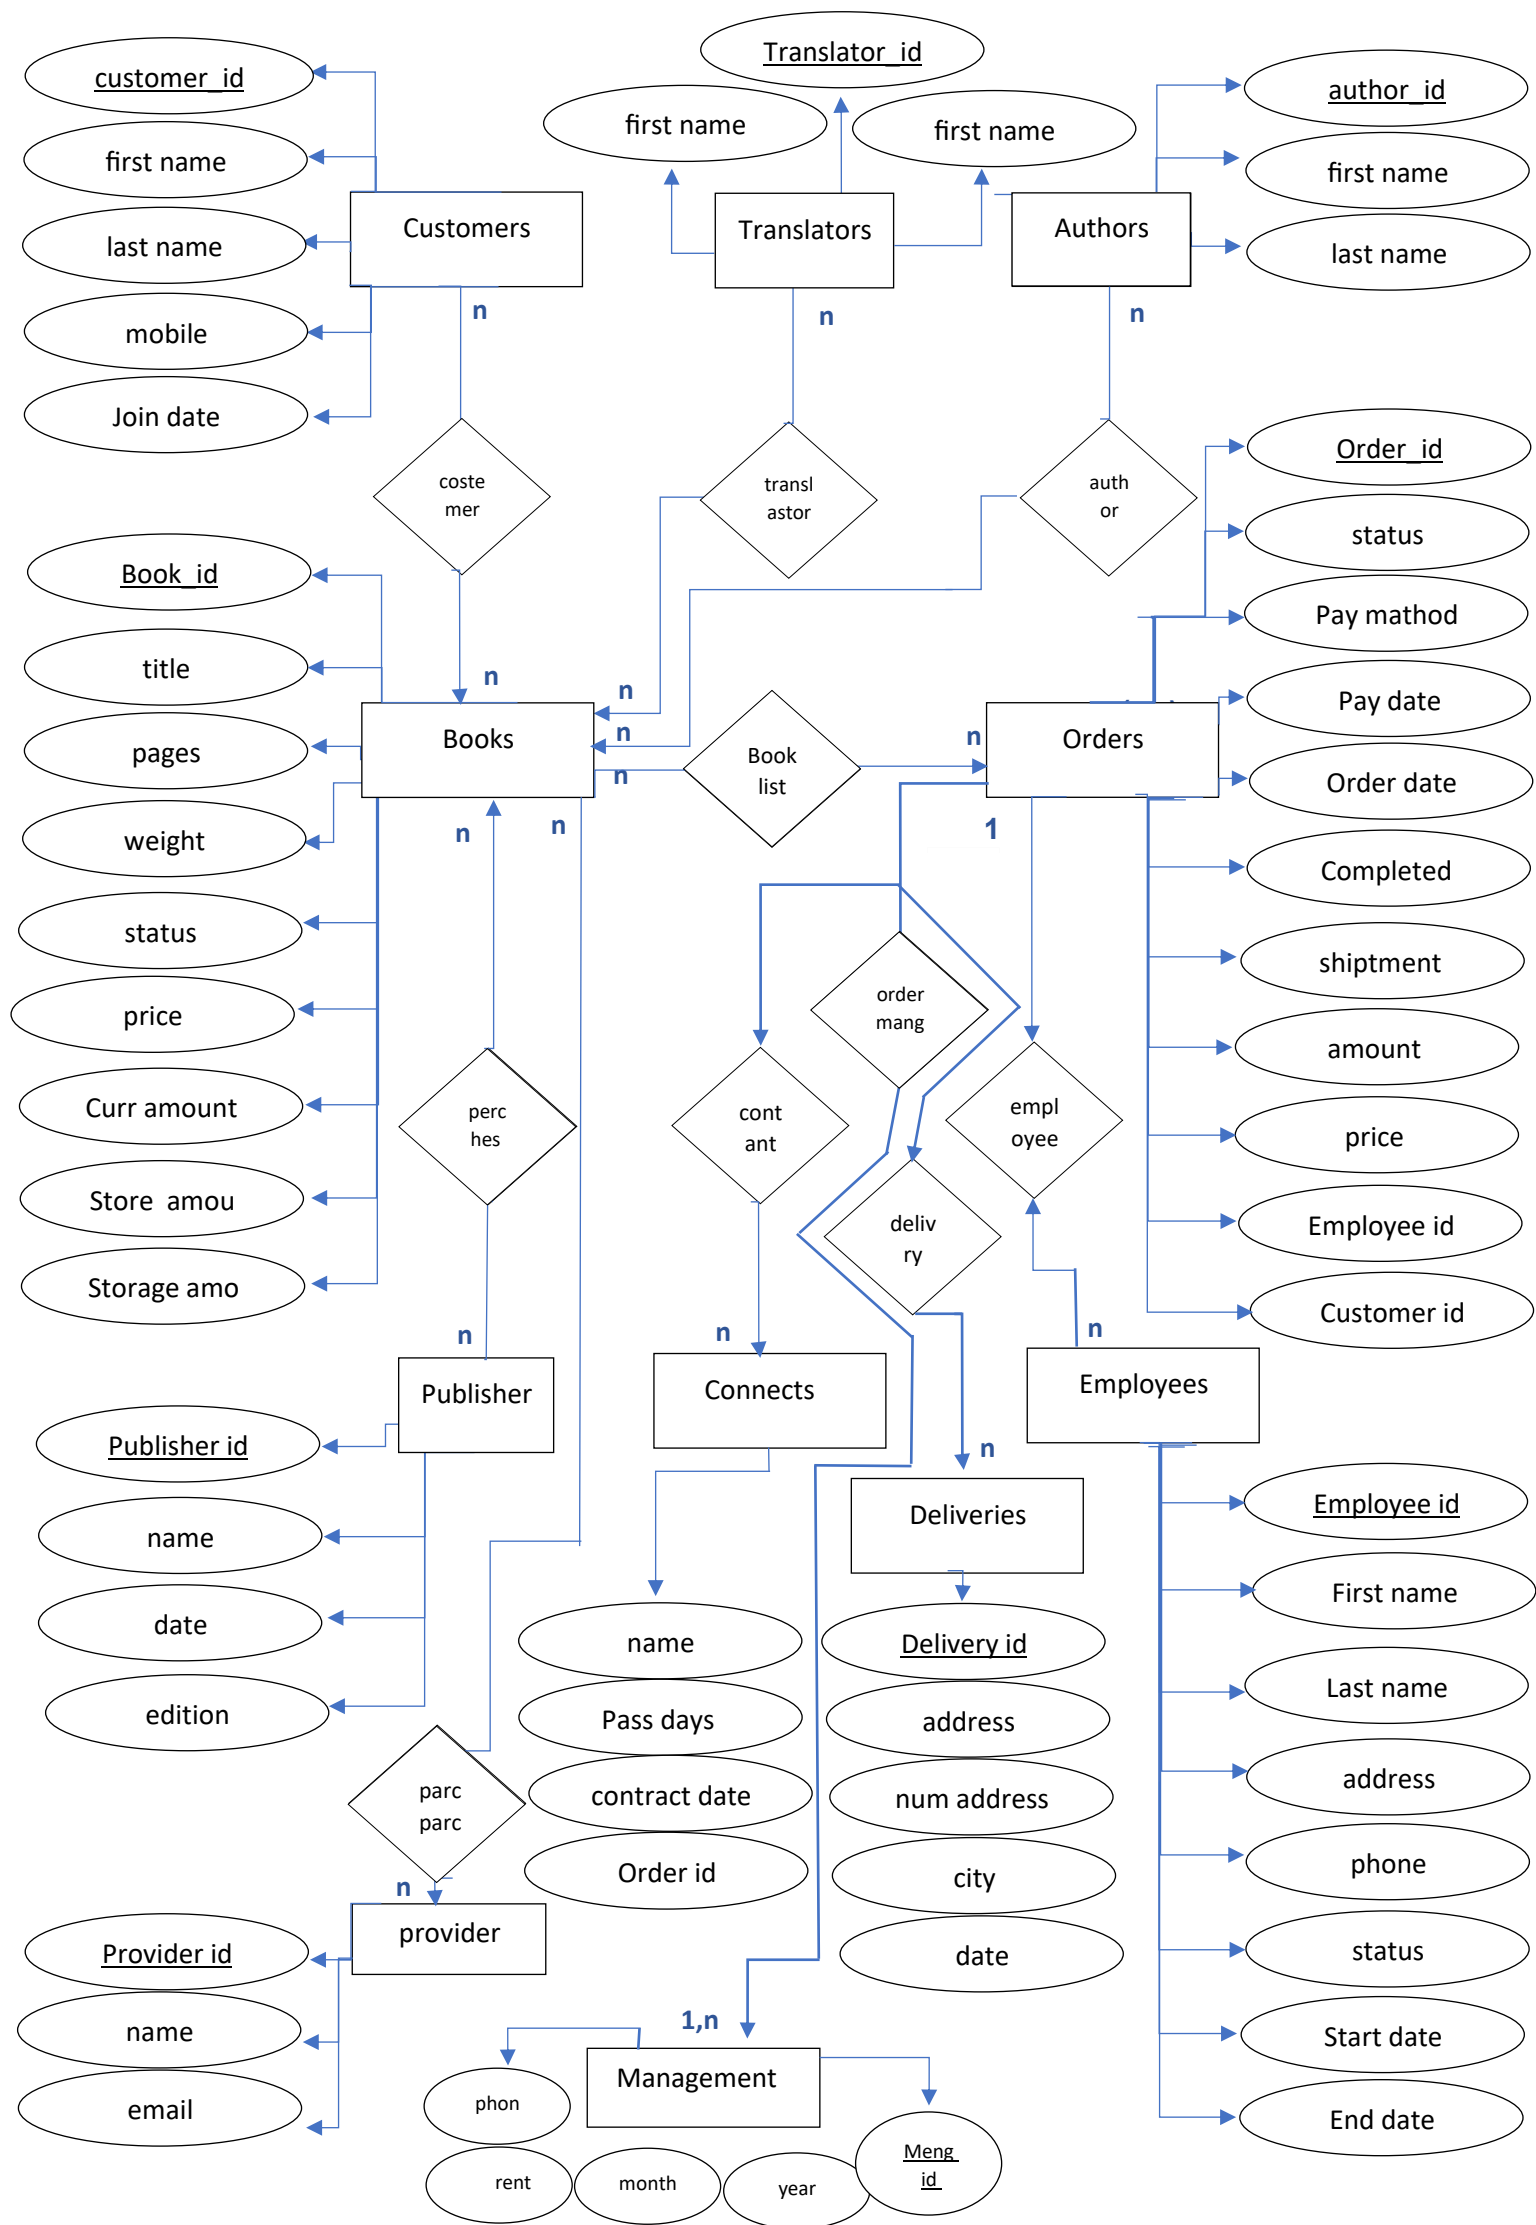 Translator_id
customer_id
author_id
first name
first name
first name
first name
Customers
Translators
Authors
last name
last name
n
n
n
mobile
Join date
Order_id
coste
mer
transl
astor
auth
or
status
Book_id
Pay mathod
title
n
n
Pay date
Books
n
Book
list
n
Orders
pages
n
Order date
weight
n
n
1
Completed
status
shiptment
order
mang
price
amount
Curr amount
perc
hes
cont
ant
empl
oyee
price
Store  amou
deliv
ry
Employee id
Storage amo
n
n
n
Customer id
Publisher
Connects
Employees
Publisher id
n
Deliveries
Employee id
name
First name
date
name
Delivery id
edition
Pass days
address
Last name
parc
parc
contract date
num address
address
Order id
city
phone
n
provider
Provider id
date
status
name
1,n
Start date
email
phon
Management
End date
rent
month
year
Meng
id